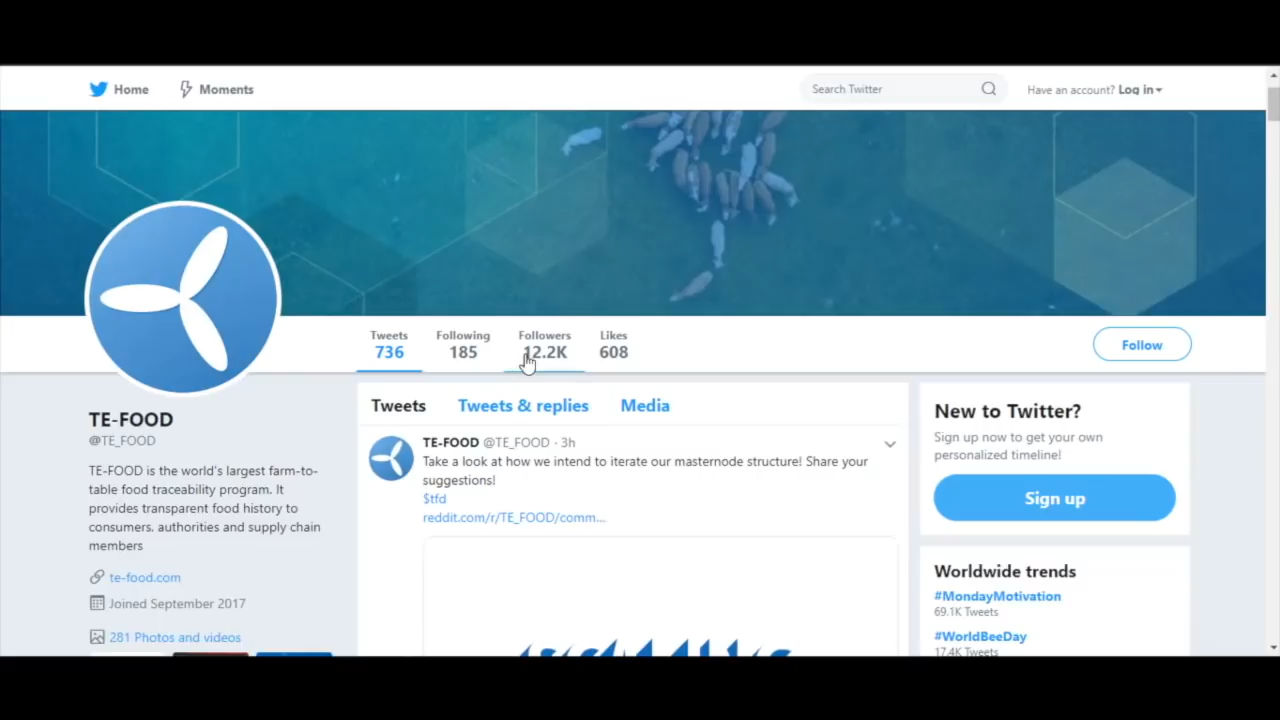 Home Moments Search Twitter Have an account? Log in
Tweets Following Followers Likes
736 185 12.2K 608 Follow
TE-FOOD
@TE_FOOD
TE-FOOD is the world's largest farm-to-
table food traceability program. It
provides transparent food history to
consumers, authorities and supply chain
members
te-food.com
Joined September 2017
281 Photos and videos
Tweets Tweets & replies Media
TE-FOOD @TE_FOOD · 3h
Take a look at how we intend to iterate our masternode structure! Share your
suggestions!
$tfd
reddit.com/r/TE_FOOD/comm...
New to Twitter?
Sign up now to get your own
personalized timeline!
Sign up
Worldwide trends
#MondayMotivation
69.1K Tweets
#WorldBeeDay
17.4K Tweets